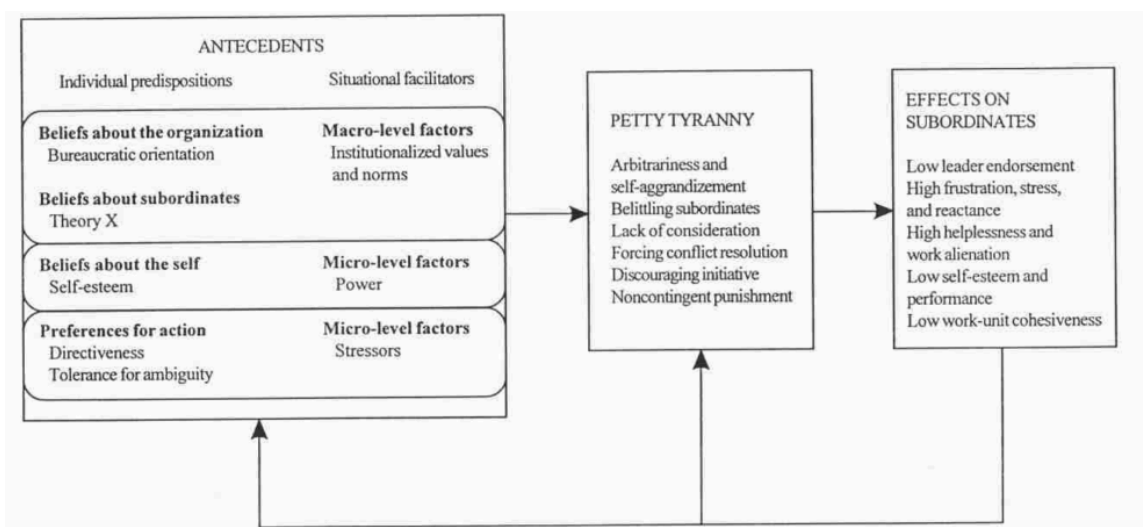 ANTECEDENTS
Individual predispositions
Situational facilitators
Beliefs about the organization
Bureaucratic orientation
Macro-level factors
Institutionalized values
and norms
Beliefs about subordinates
Theory X
Beliefs about the self
Self-esteem
Micro-level factors
Power
Preferences for action
Directiveness
Tolerance for ambiguity
Micro-level factors
Stressors
PETTY TYRANNY
Arbitrariness and
self-aggrandizement
Belittling subordinates
Lack of consideration
Forcing conflict resolution
Discouraging initiative
Noncontingent punishment
EFFECTS ON
SUBORDINATES
Low leader endorsement
High frustration, stress,
and reactance
High helplessness and
work alienation
Low self-esteem and
performance
Low work-unit cohesiveness